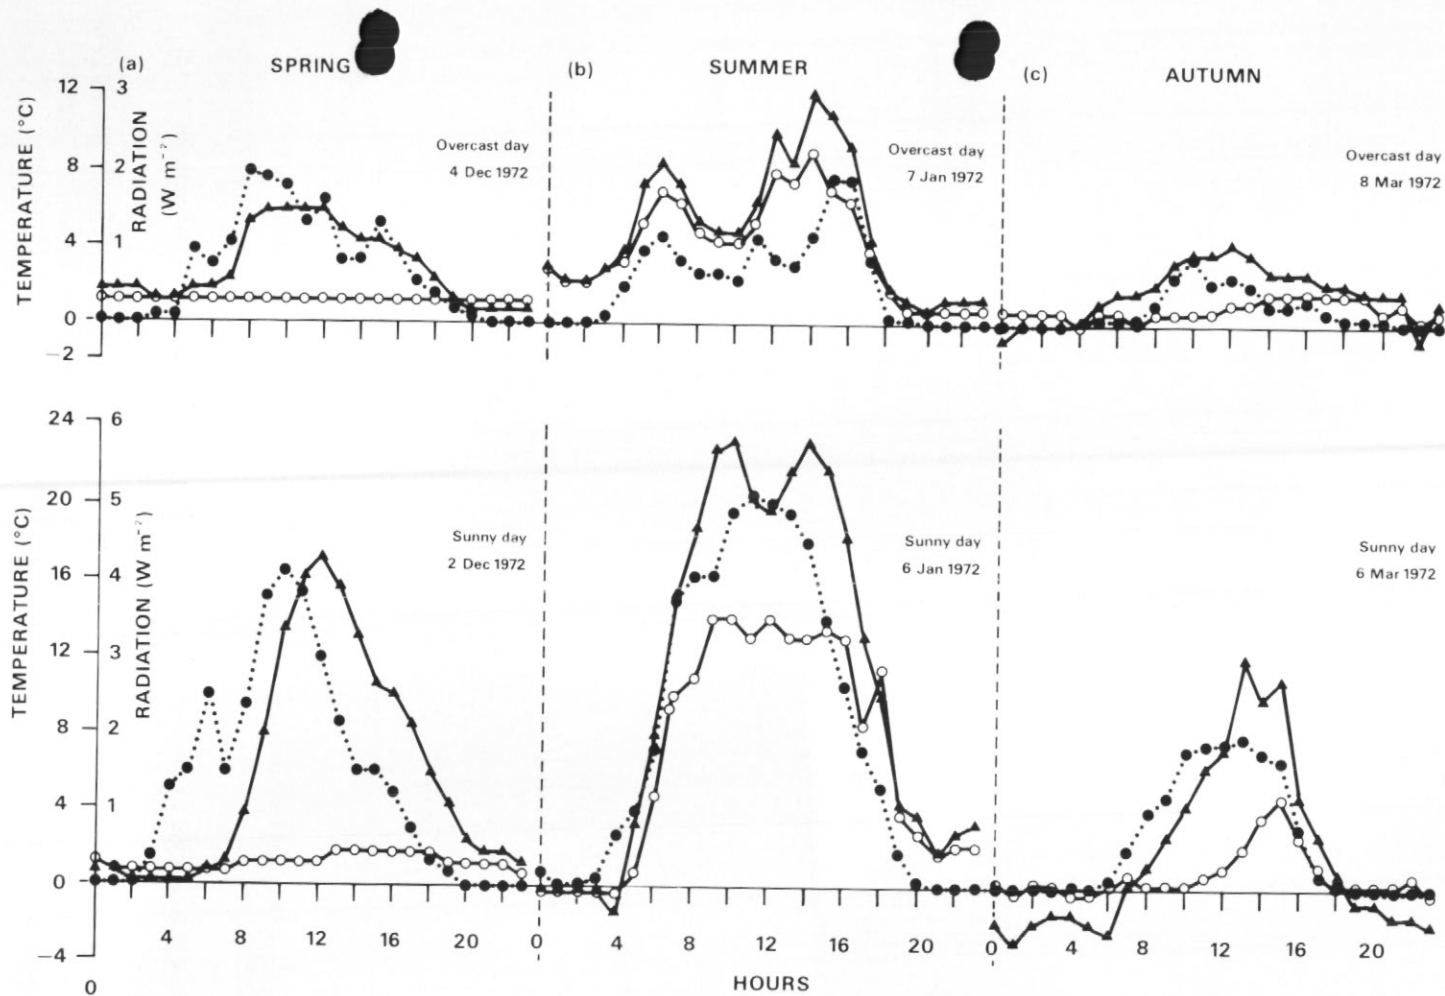 (a) SPRING
(b) SUMMER
(c) AUTUMN
TEMPERATURE (°C)
12
8
4
0
−2
3
2
1
RADIATION
(W m⁻²)
Overcast day
4 Dec 1972
Overcast day
7 Jan 1972
Overcast day
8 Mar 1972
TEMPERATURE (°C)
24
20
16
12
8
4
0
−4
6
5
4
3
2
1
RADIATION (W m⁻²)
Sunny day
2 Dec 1972
Sunny day
6 Jan 1972
Sunny day
6 Mar 1972
0 4 8 12 16 20 0 4 8 12 16 20 0 4 8 12 16 20
HOURS